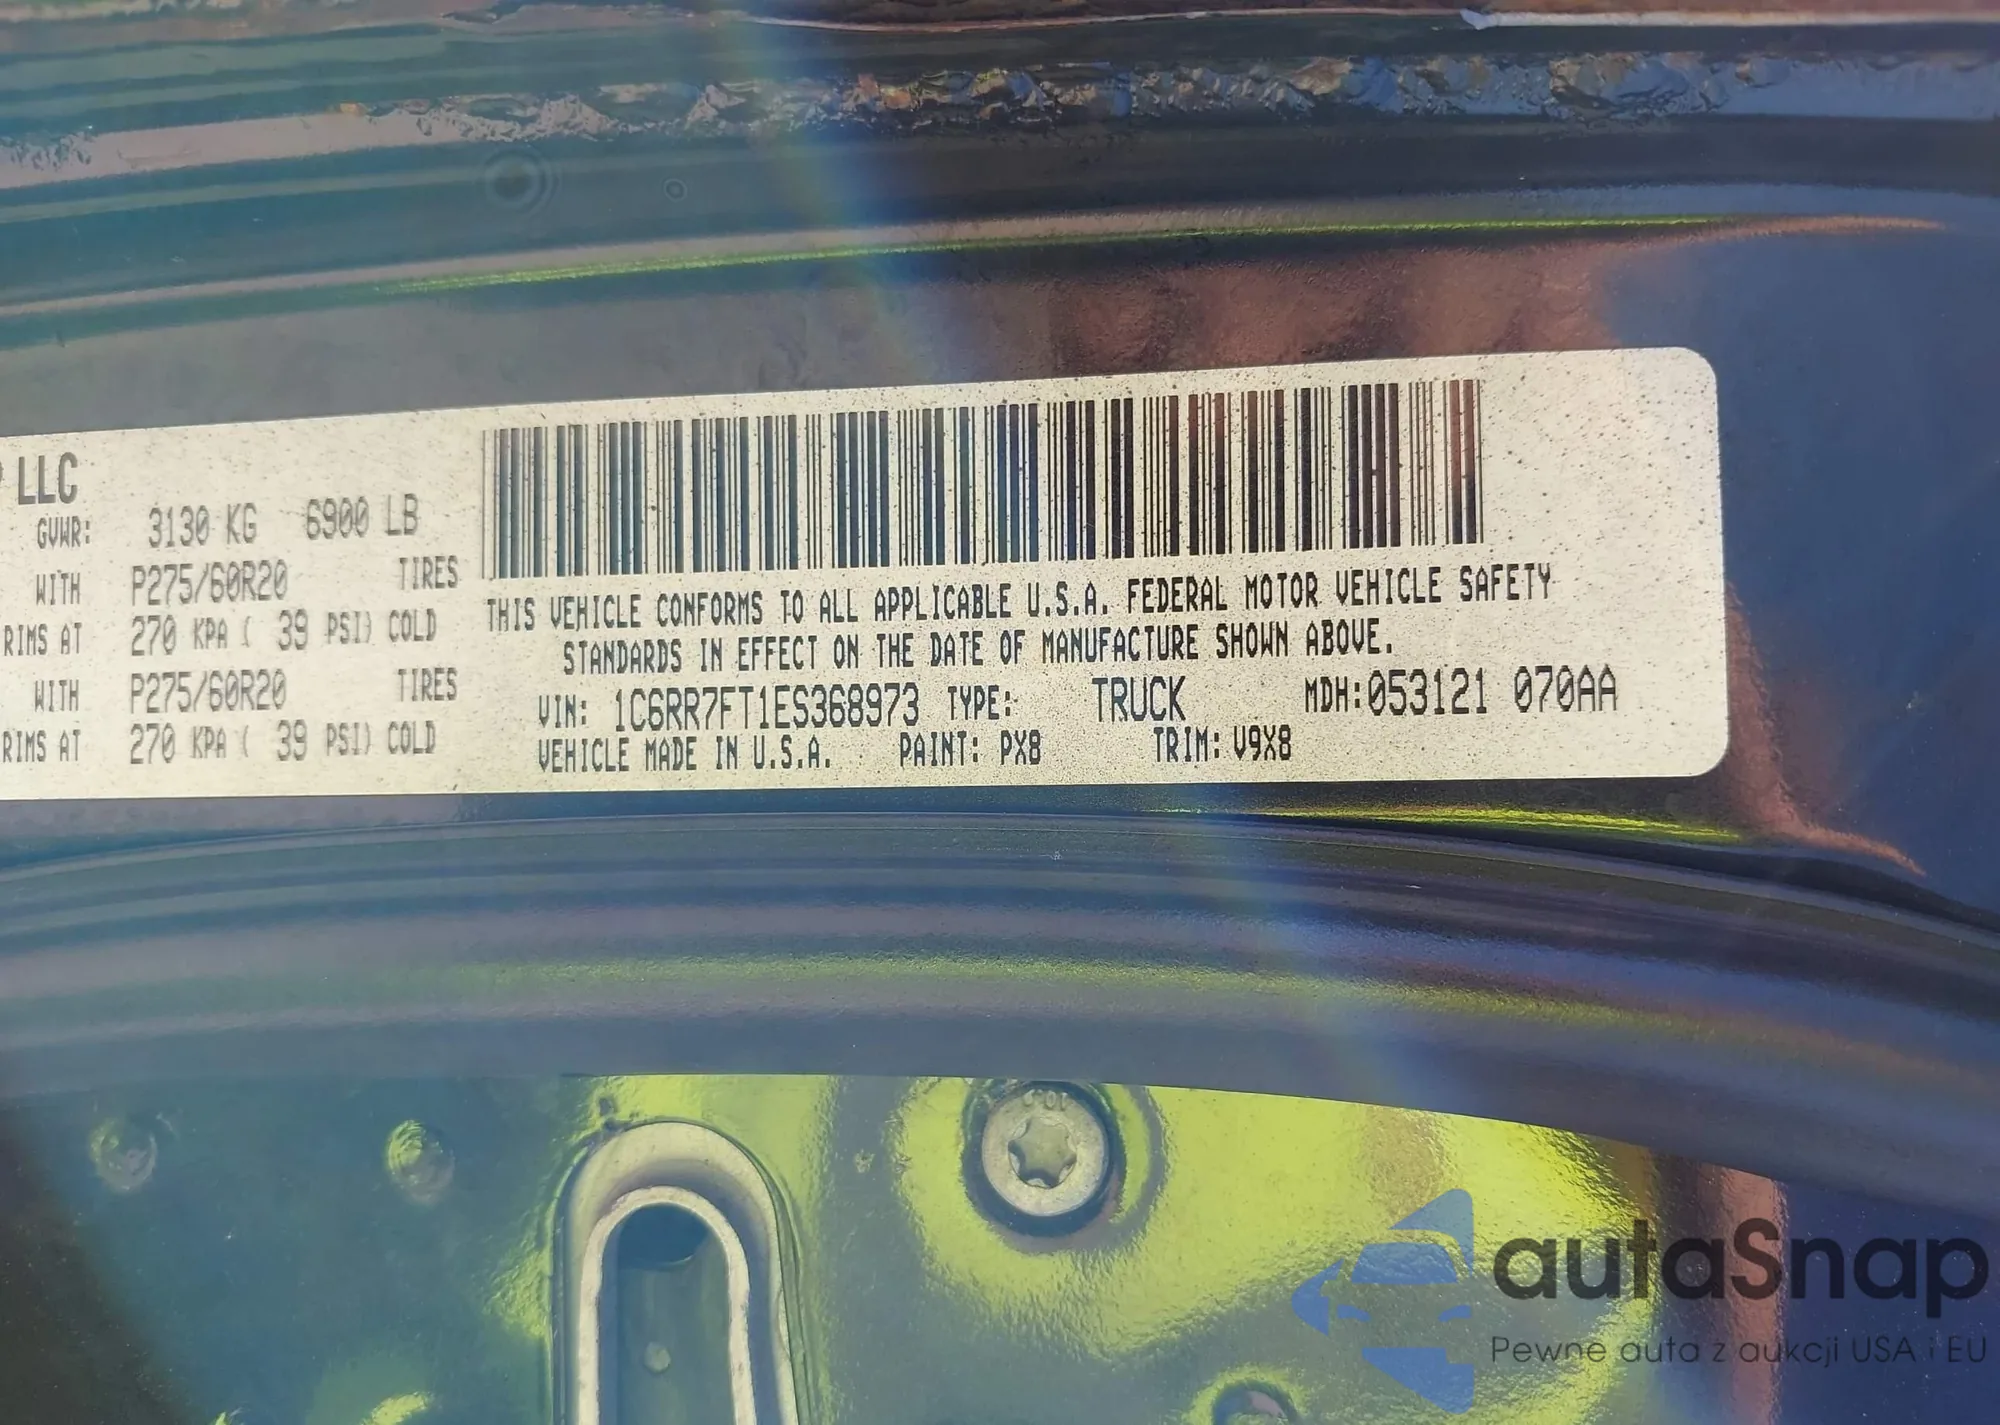 LLC
GVWR: 3130 KG 6900 LB
WITH P275/60R20 TIRES
RIMS AT 270 KPA ( 39 PSI) COLD
WITH P275/60R20 TIRES
RIMS AT 270 KPA ( 39 PSI) COLD
THIS VEHICLE CONFORMS TO ALL APPLICABLE U.S.A. FEDERAL MOTOR VEHICLE SAFETY
STANDARDS IN EFFECT ON THE DATE OF MANUFACTURE SHOWN ABOVE.
VIN: 1C6RR7FT1ES368973 TYPE: TRUCK MDH:053121 070AA
VEHICLE MADE IN U.S.A. PAINT: PX8 TRIM: V9X8
10.9
autaSnap
Pewne auta z aukcji USA i EU